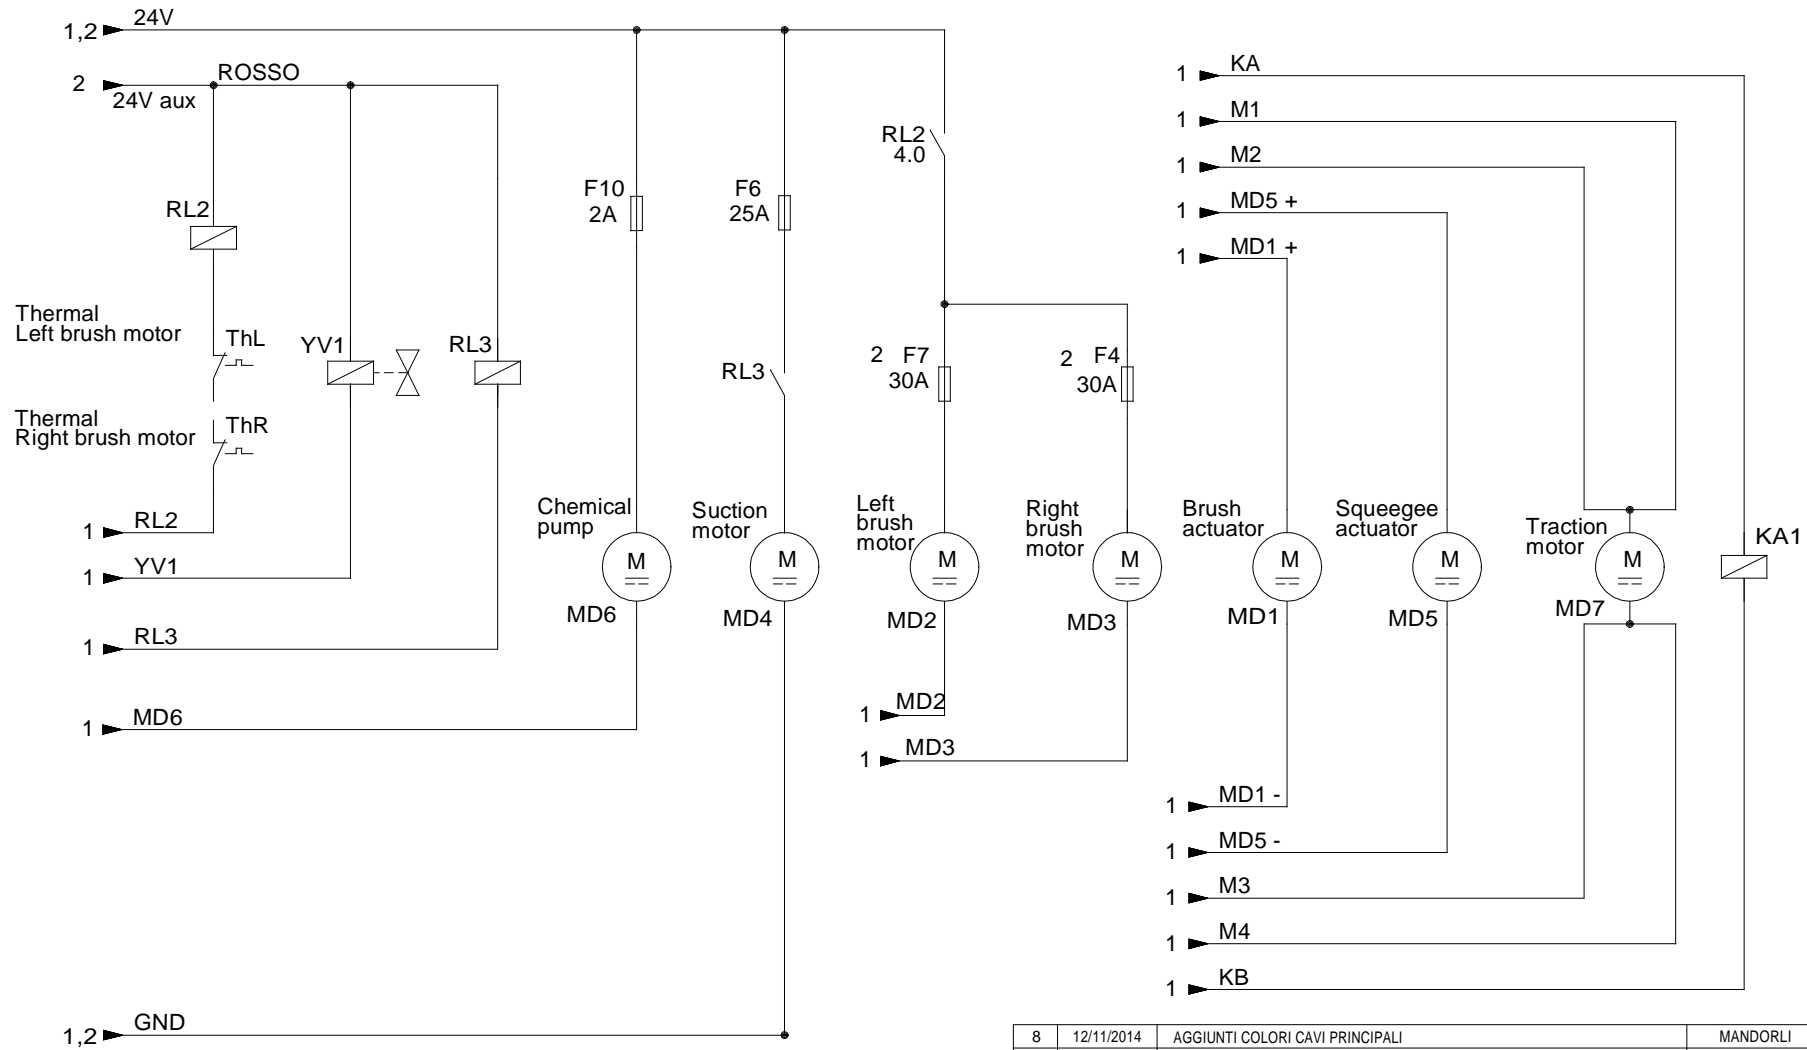 24V
1,2
ROSSO
2
24V aux
KA
1
M1
1
M2
1
MD5 +
1
MD1 +
1
RL2
4.0
F10
2A
F6
25A
RL2
Thermal
Left brush motor
ThL
YV1
RL3
RL3
2 F7
30A
2 F4
30A
Thermal
Right brush motor
ThR
1 RL2
1 YV1
1 RL3
1 MD6
Chemical
pump
M
MD6
Suction
motor
M
MD4
Left
brush
motor
M
MD2
Right
brush
motor
M
MD3
Brush
actuator
M
MD1
Squeegee
actuator
M
MD5
Traction
motor
M
MD7
KA1
1 MD2
1 MD3
1 MD1 -
1 MD5 -
1 M3
1 M4
1 KB
1,2 GND
8 12/11/2014 AGGIUNTI COLORI CAVI PRINCIPALI MANDORLI